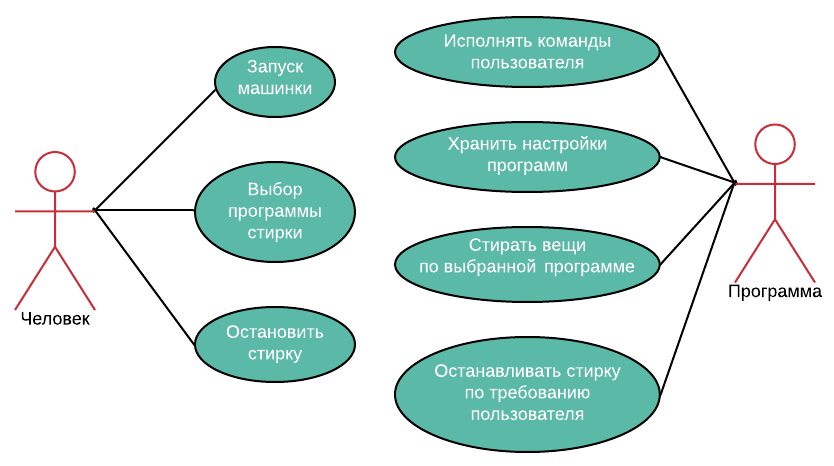 Запуск
машинки
Выбор
программы
стирки
Остановить
стирку
Человек
Исполнять команды
пользователя
Хранить настройки
программ
Стирать вещи
по выбранной программе
Останавливать стирку
по требованию
пользователя
Программа